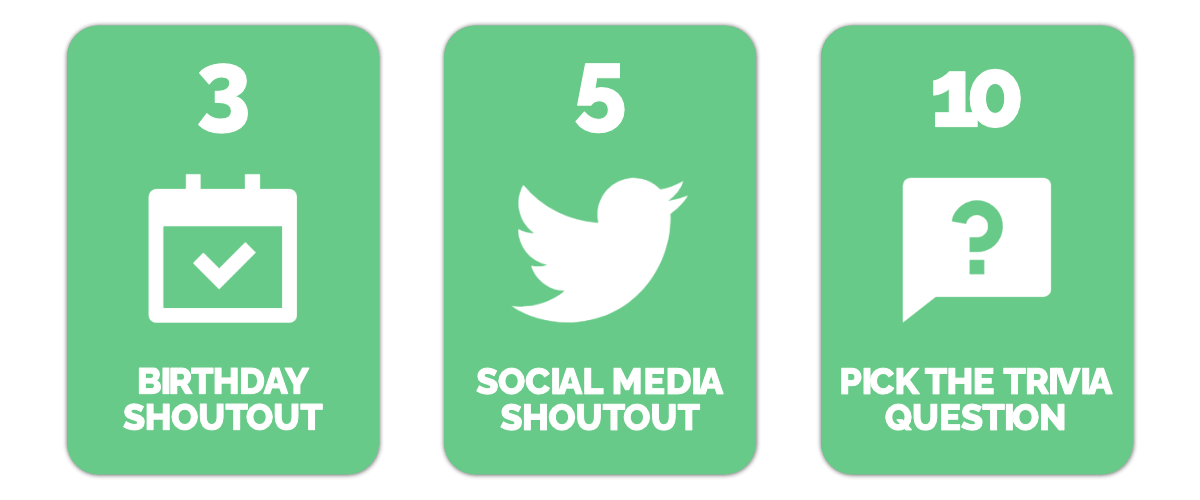 3
BIRTHDAY
SHOUTOUT
5
SOCIAL MEDIA
SHOUTOUT
10
?
PICK THE TRIVIA
QUESTION